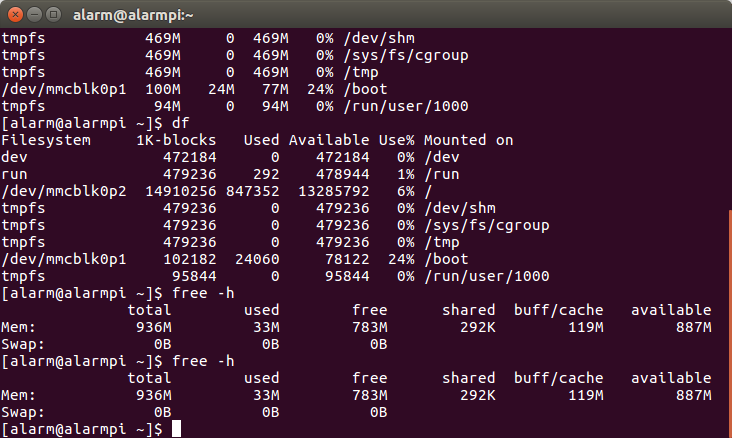 alarm@alarmpi:~
tmpfs           469M     0  469M   0% /dev/shm
tmpfs           469M     0  469M   0% /sys/fs/cgroup
tmpfs           469M     0  469M   0% /tmp
/dev/mmcblk0p1  100M   24M   77M  24% /boot
tmpfs            94M     0   94M   0% /run/user/1000
[alarm@alarmpi ~]$ df
Filesystem     1K-blocks   Used Available Use% Mounted on
dev               472184      0    472184   0% /dev
run               479236    292    478944   1% /run
/dev/mmcblk0p2  14910256 847352  13285792   6% /
tmpfs             479236      0    479236   0% /dev/shm
tmpfs             479236      0    479236   0% /sys/fs/cgroup
tmpfs             479236      0    479236   0% /tmp
/dev/mmcblk0p1    102182  24060     78122  24% /boot
tmpfs              95844      0     95844   0% /run/user/1000
[alarm@alarmpi ~]$ free -h
              total        used        free      shared  buff/cache   available
Mem:           936M         33M        783M        292K        119M        887M
Swap:            0B          0B          0B
[alarm@alarmpi ~]$ free -h
              total        used        free      shared  buff/cache   available
Mem:           936M         33M        783M        292K        119M        887M
Swap:            0B          0B          0B
[alarm@alarmpi ~]$